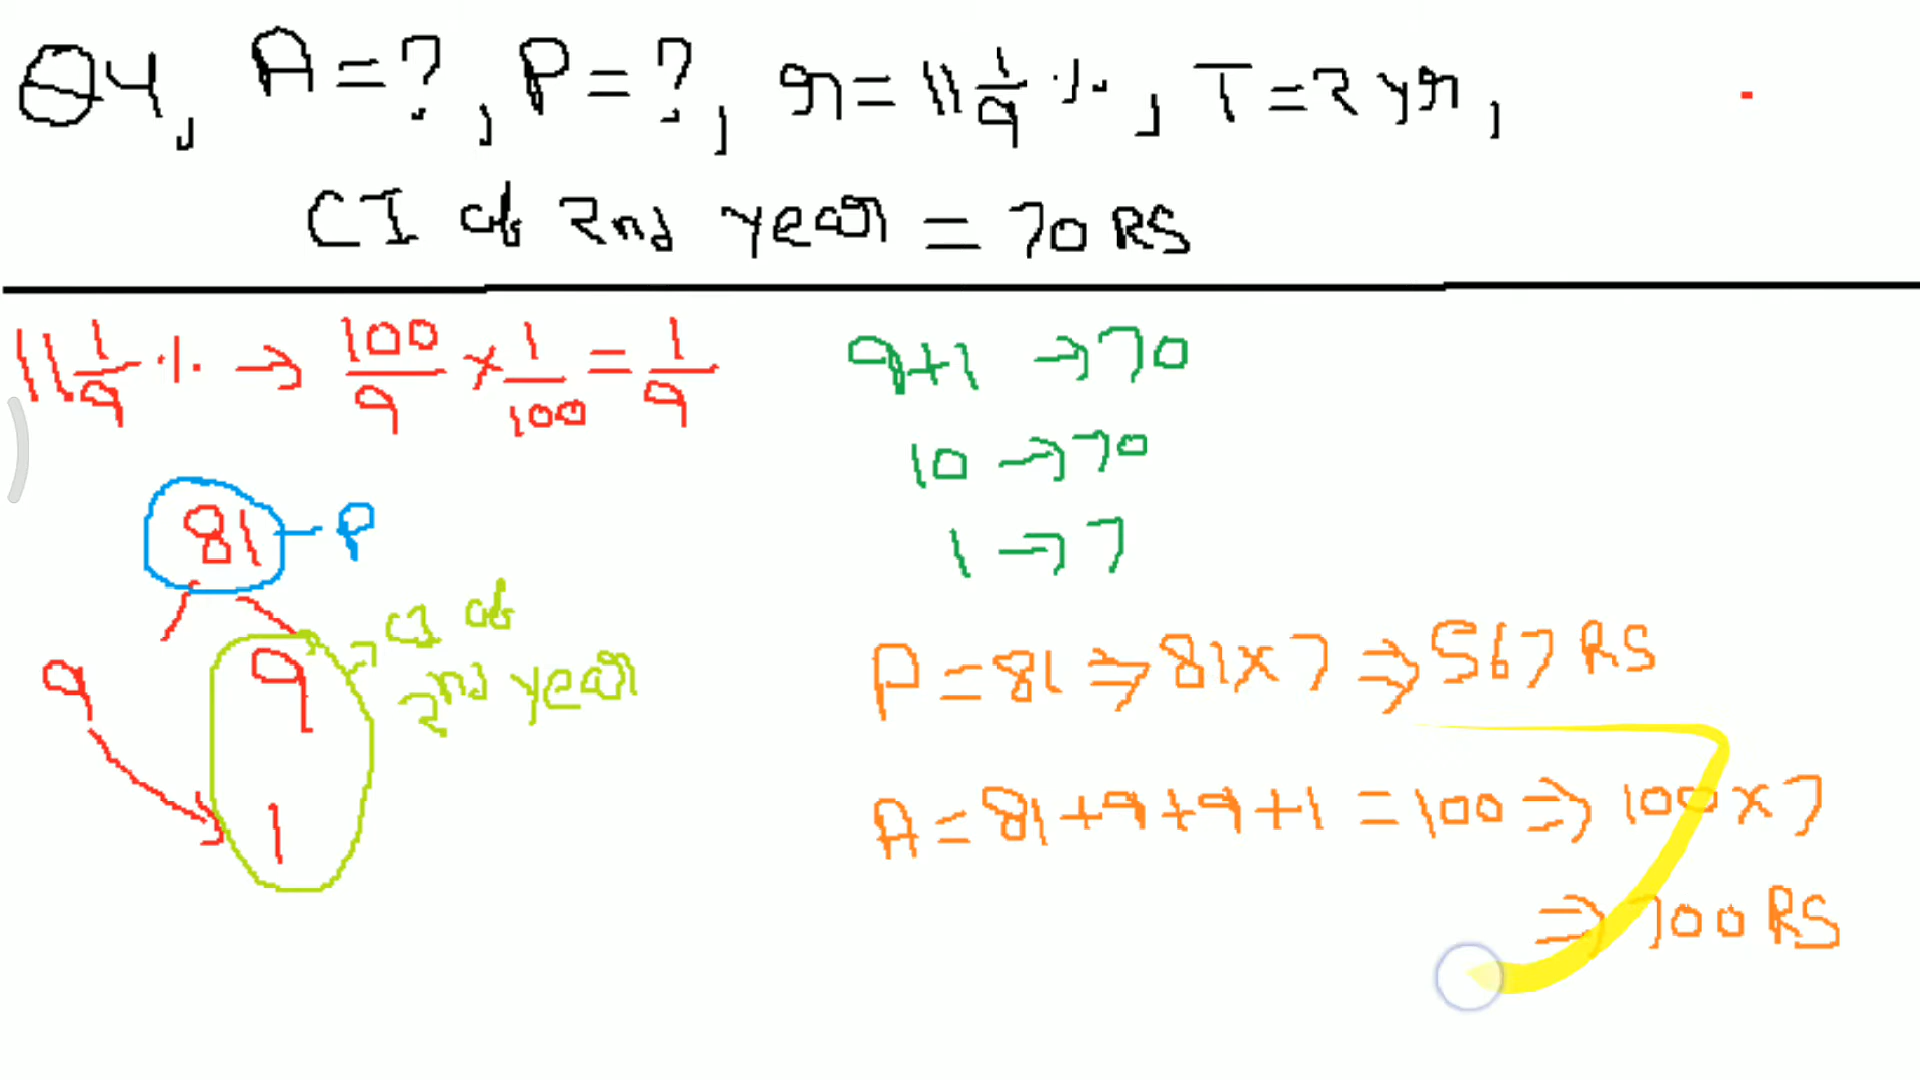 Q4, A = ?, P = ?, r = 11 1/9 %, T = 2 yr,
CI of 2nd year = 70 RS
11 1/9 % → 100/9 × 1/100 = 1/9
9+1 → 70
10 → 70
1 → 7
81 - P
CI of
2nd year
9 9
1
P = 81 ⇒ 81×7 ⇒ 567 RS
A = 81+9+9+1 = 100 ⇒ 100×7
⇒ 700 RS